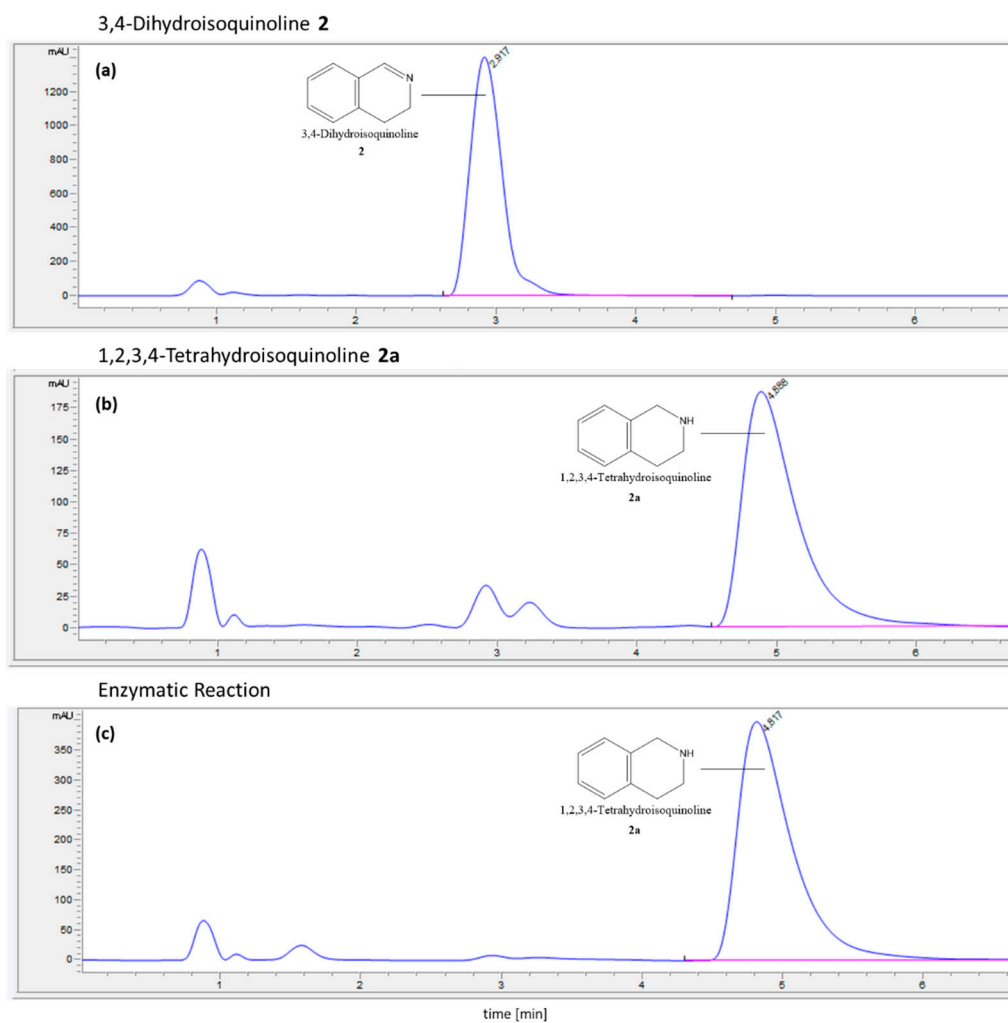 3,4-Dihydroisoquinoline 2
mAU
(a)
2,917
1200
1000
800
600
400
200
0
N
3,4-Dihydroisoquinoline
2
1 2 3 4 5 6
1,2,3,4-Tetrahydroisoquinoline 2a
mAU
(b)
4,888
175
150
125
100
75
50
25
0
NH
1,2,3,4-Tetrahydroisoquinoline
2a
1 2 3 4 5 6
Enzymatic Reaction
mAU
(c)
4,817
350
300
250
200
150
100
50
0
NH
1,2,3,4-Tetrahydroisoquinoline
2a
1 2 3 4 5 6
time [min]